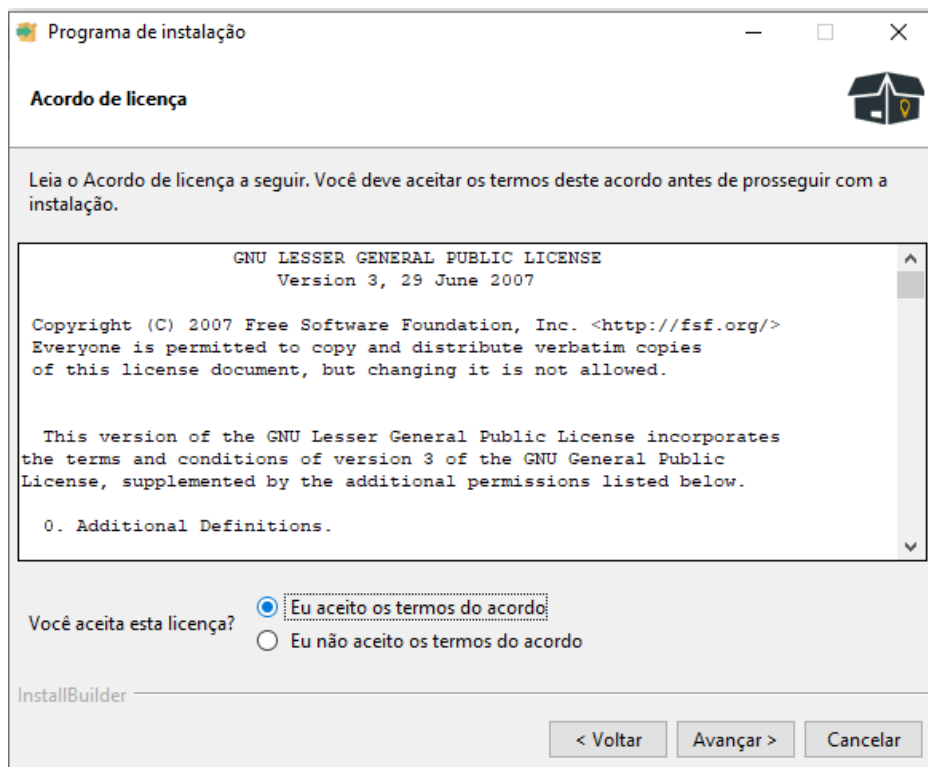 Programa de instalação
Acordo de licença
Leia o Acordo de licença a seguir. Você deve aceitar os termos deste acordo antes de prosseguir com a
instalação.
GNU LESSER GENERAL PUBLIC LICENSE
Version 3, 29 June 2007
Copyright (C) 2007 Free Software Foundation, Inc. <http://fsf.org/>
Everyone is permitted to copy and distribute verbatim copies
of this license document, but changing it is not allowed.
This version of the GNU Lesser General Public License incorporates
the terms and conditions of version 3 of the GNU General Public
License, supplemented by the additional permissions listed below.
0. Additional Definitions.
Você aceita esta licença?
Eu aceito os termos do acordo
Eu não aceito os termos do acordo
InstallBuilder
< Voltar
Avançar >
Cancelar